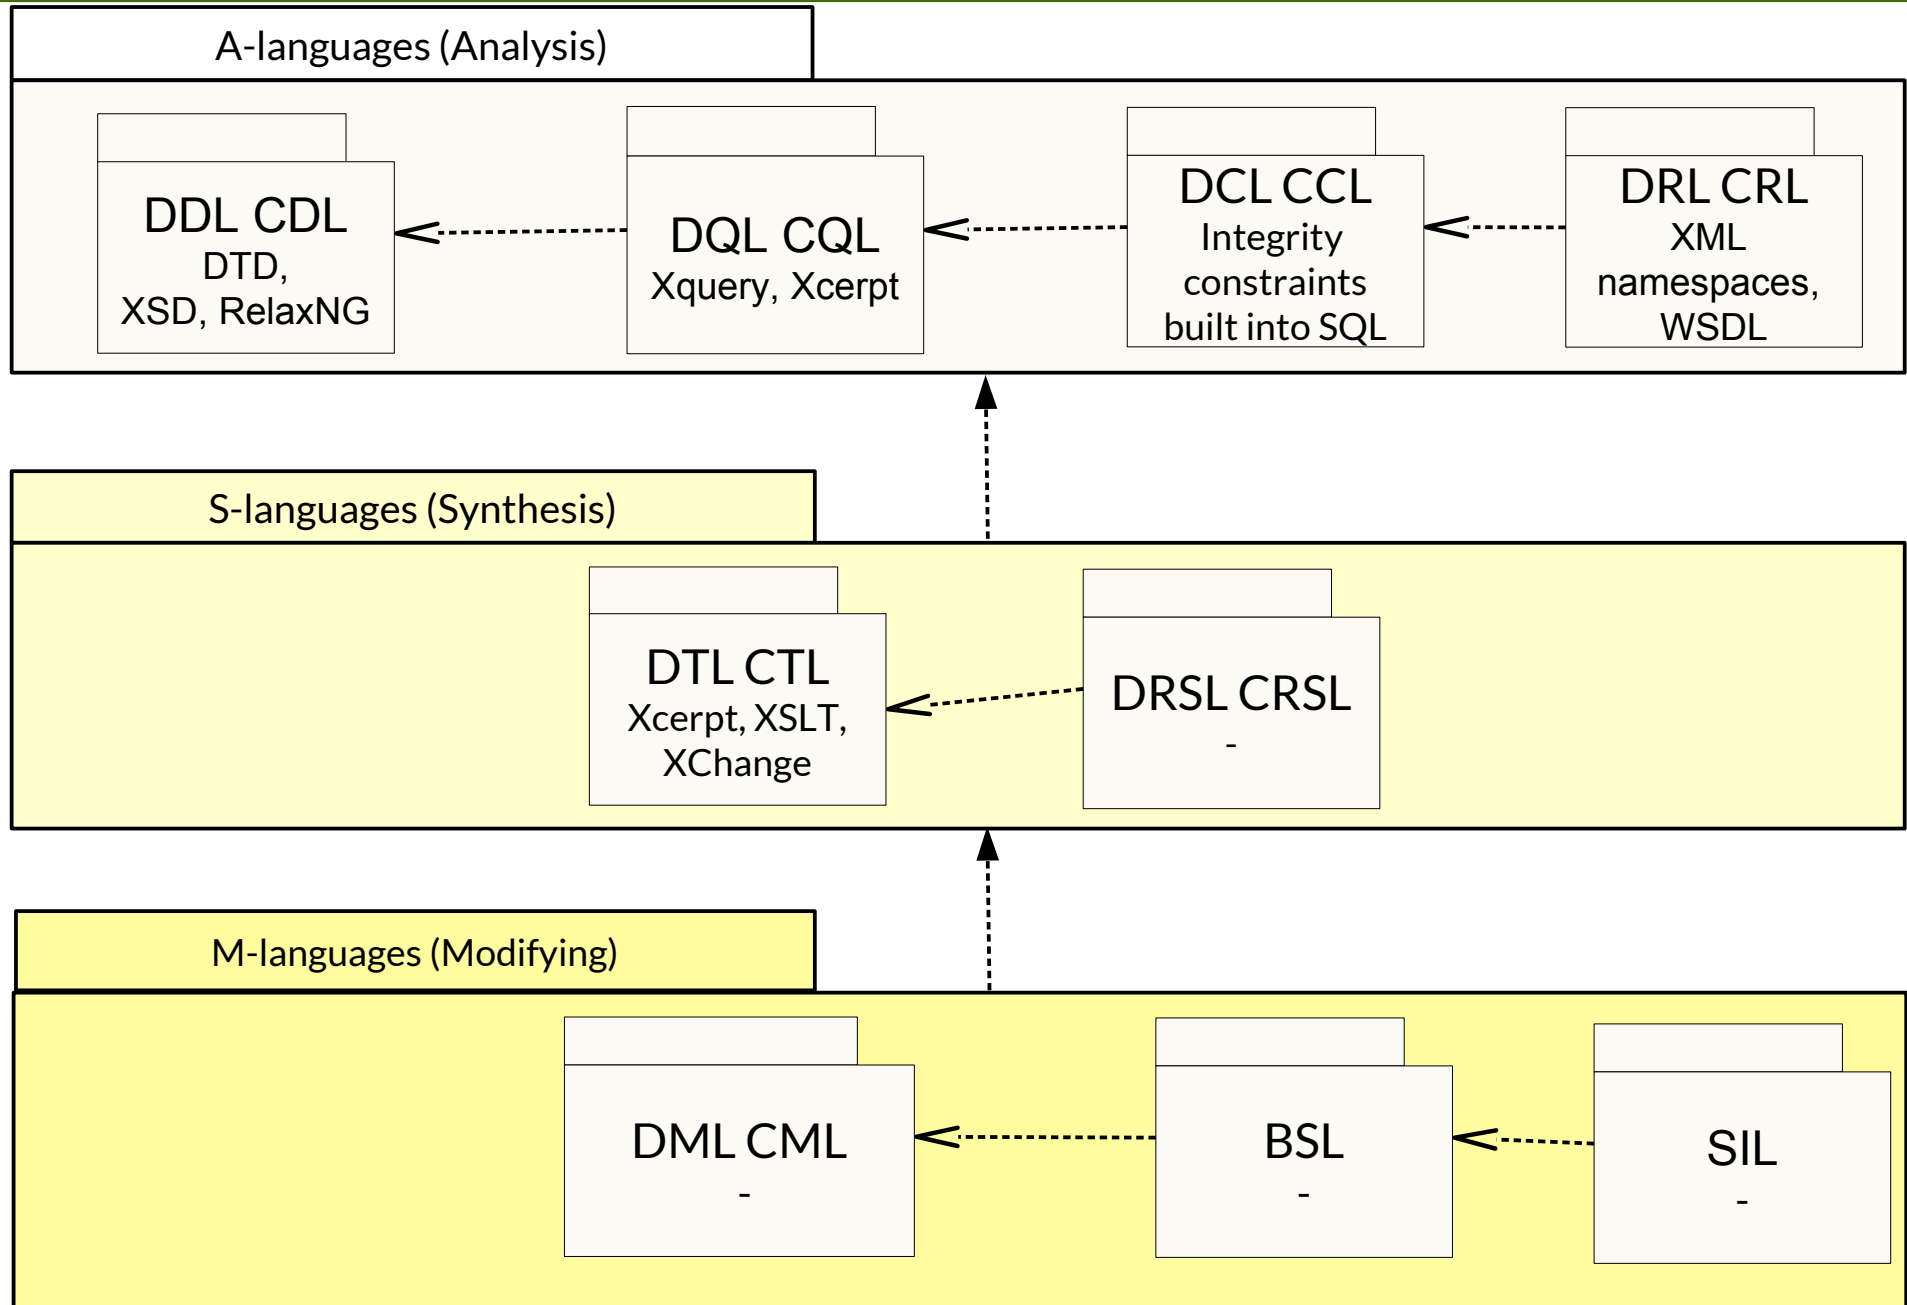 A-languages (Analysis)
DDL CDL
DTD,
XSD, RelaxNG
DQL CQL
Xquery, Xcerpt
DCL CCL
Integrity
constraints
built into SQL
DRL CRL
XML
namespaces,
WSDL
S-languages (Synthesis)
DTL CTL
Xcerpt, XSLT,
XChange
DRSL CRSL
-
M-languages (Modifying)
DML CML
-
BSL
-
SIL
-